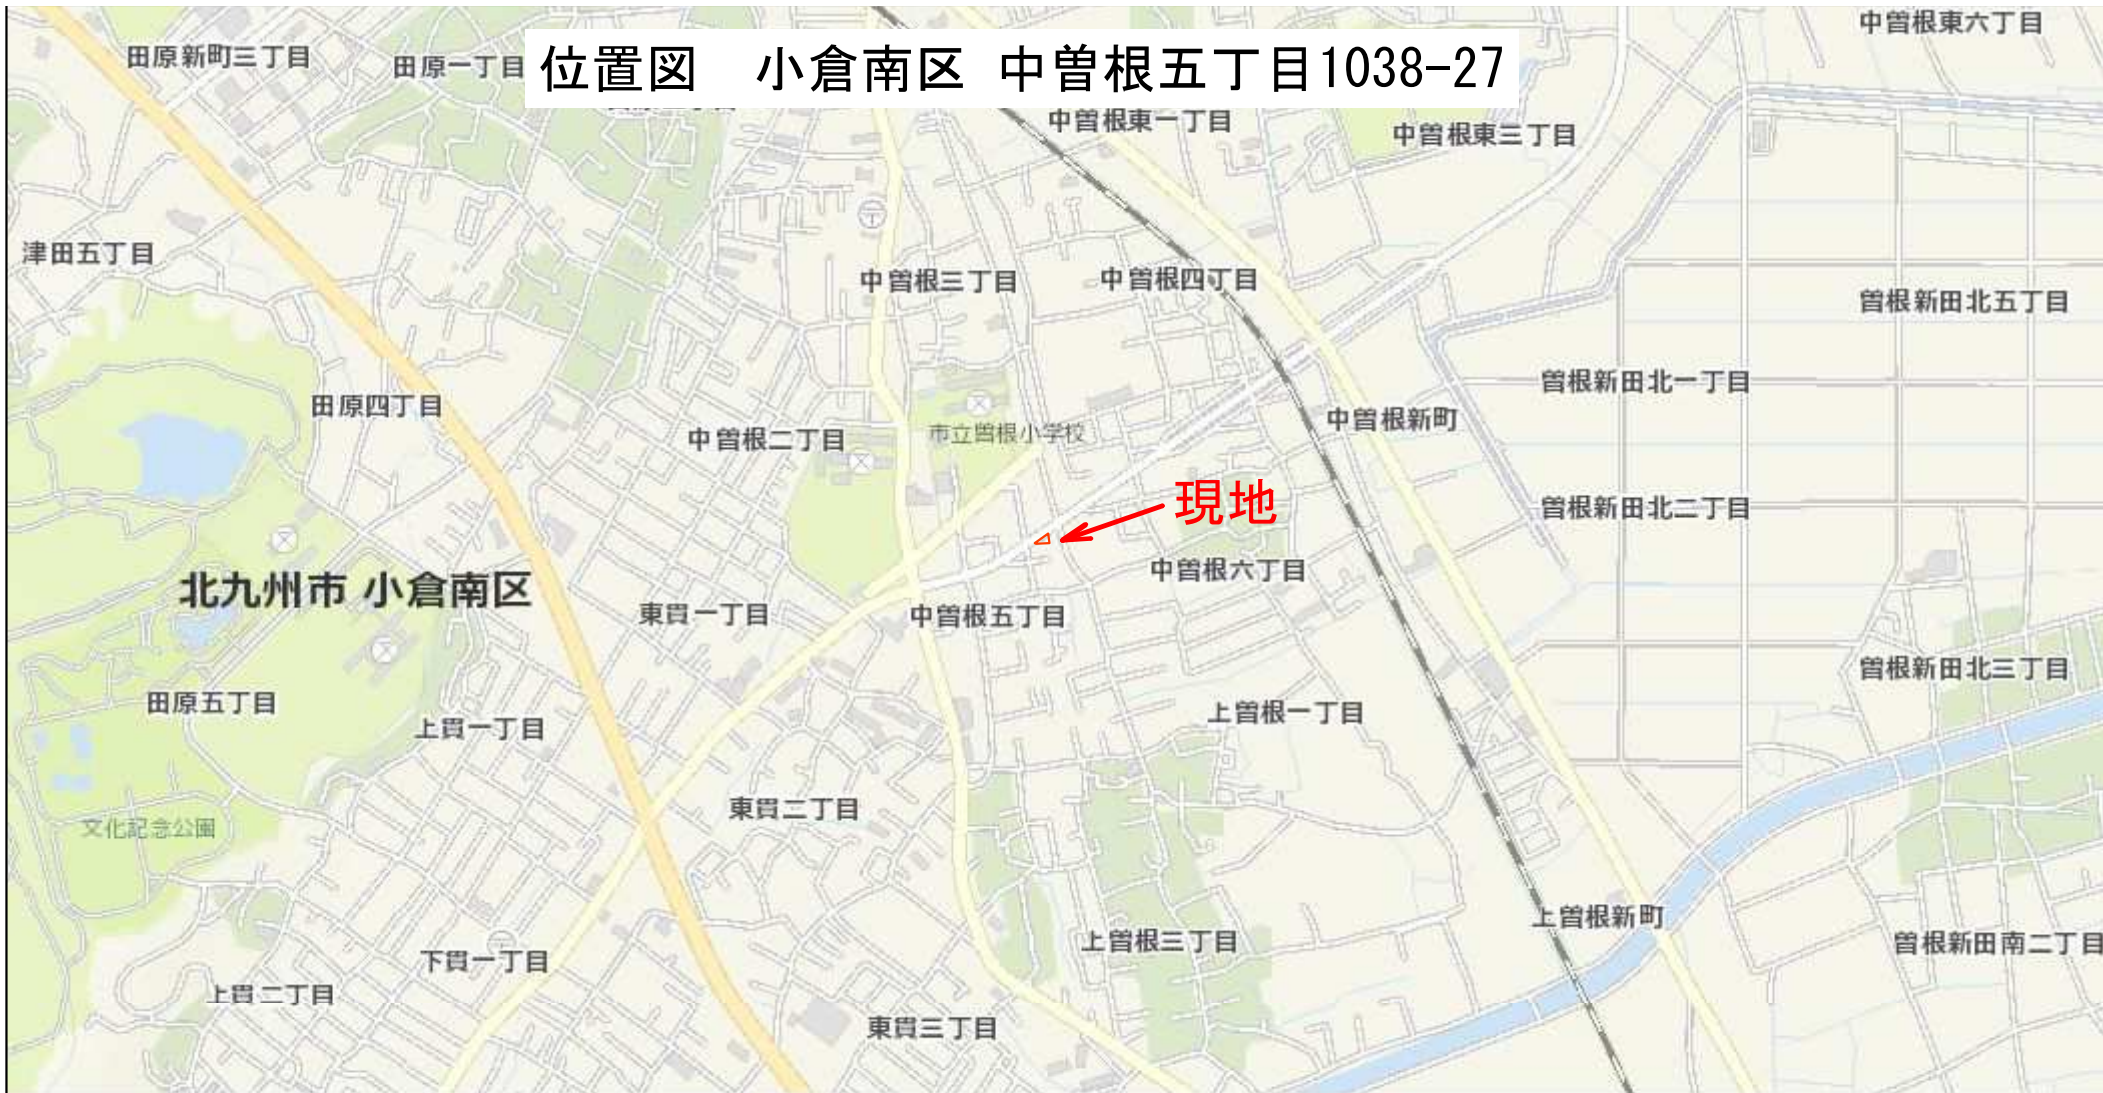 中曽根東六丁目
田原新町三丁目
田原一丁目
位置図　小倉南区 中曽根五丁目1038-27
中曽根東一丁目
中曽根東三丁目
津田五丁目
中曽根三丁目
中曽根四丁目
曽根新田北五丁目
曽根新田北一丁目
田原四丁目
中曽根新町
市立曽根小学校
中曽根二丁目
現地
曽根新田北二丁目
中曽根六丁目
北九州市 小倉南区
東貫一丁目
中曽根五丁目
曽根新田北三丁目
田原五丁目
上曽根一丁目
上貫一丁目
東貫二丁目
文化記念公園
上曽根新町
上曽根三丁目
曽根新田南二丁目
下貫一丁目
上貫二丁目
東貫三丁目